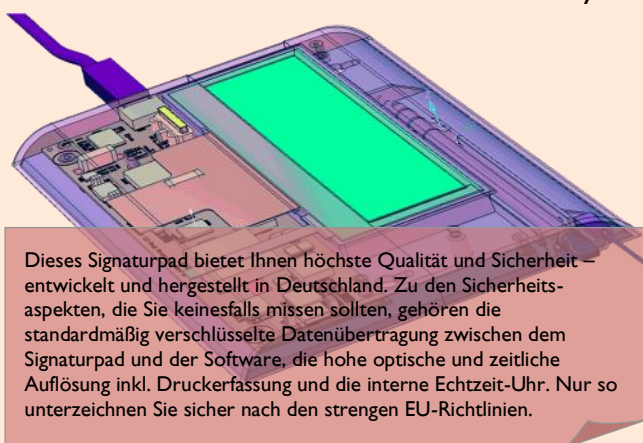 Dieses Signaturpad bietet Ihnen höchste Qualität und Sicherheit –
entwickelt und hergestellt in Deutschland. Zu den Sicherheits-
aspekten, die Sie keinesfalls missen sollten, gehören die
standardmäßig verschlüsselte Datenübertragung zwischen dem
Signaturpad und der Software, die hohe optische und zeitliche
Auflösung inkl. Druckerfassung und die interne Echtzeit-Uhr. Nur so
unterzeichnen Sie sicher nach den strengen EU-Richtlinien.